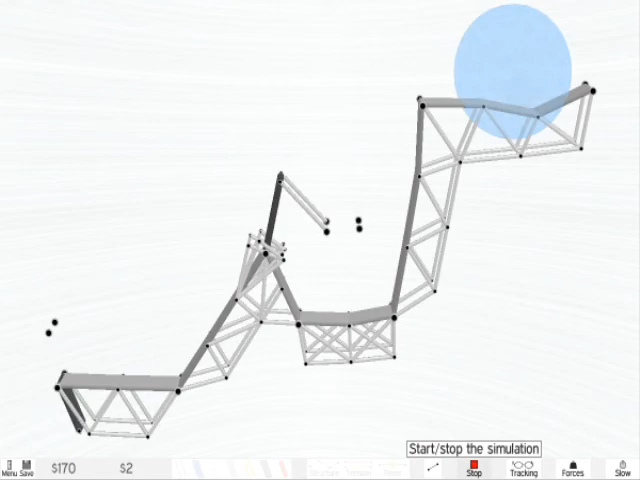 Start/stop the simulation
Menu Save $170 $2 Stop Tracking Forces Slow